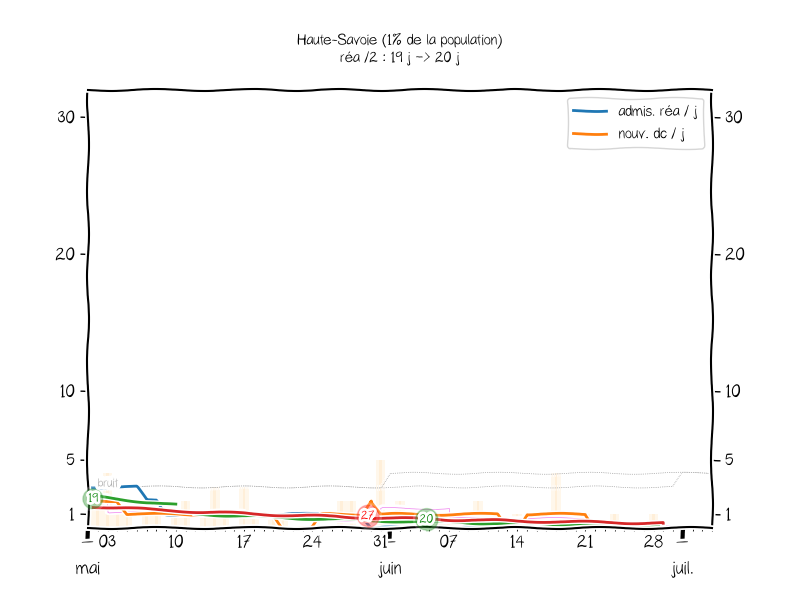 Haute-Savoie (1% de la population)
réa /2 : 19 j -> 20 j
30
30
admis. réa / j
nouv. dc / j
20
20
10
10
5
5
bruit
19
27
20
1
1
03
10
17
24
31
07
14
21
28
mai
juin
juil.